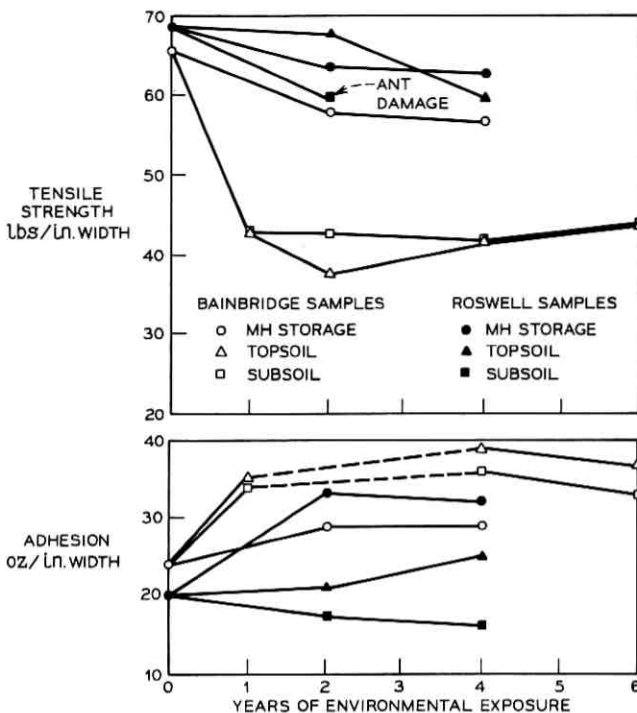 70
60
50
40
30
20
TENSILE
STRENGTH
lbs/in. WIDTH
ANT
DAMAGE
BAINBRIDGE SAMPLES
○ MH STORAGE
△ TOPSOIL
□ SUBSOIL
ROSWELL SAMPLES
● MH STORAGE
▲ TOPSOIL
■ SUBSOIL
40
30
20
10
ADHESION
oz/in. WIDTH
0 1 2 3 4 5 6
YEARS OF ENVIRONMENTAL EXPOSURE